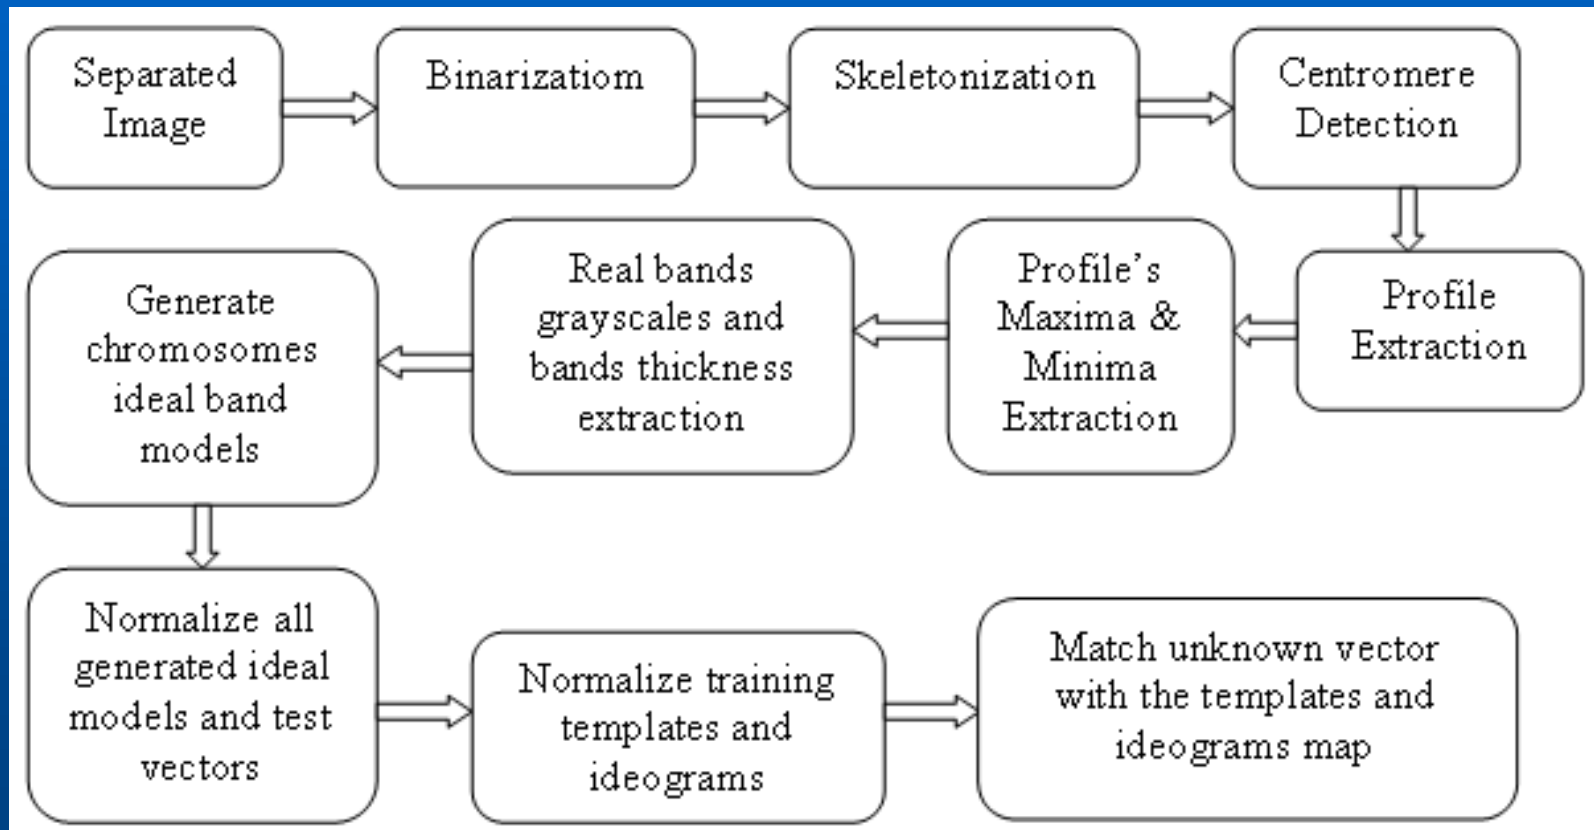 Separated
Image
Binarizatiom
Skeletonization
Centromere
Detection
Profile
Extraction
Profile’s
Maxima &
Minima
Extraction
Real bands
grayscales and
bands thickness
extraction
Generate
chromosomes
ideal band
models
Normalize all
generated ideal
models and test
vectors
Normalize training
templates and
ideograms
Match unknown vector
with the templates and
ideograms map